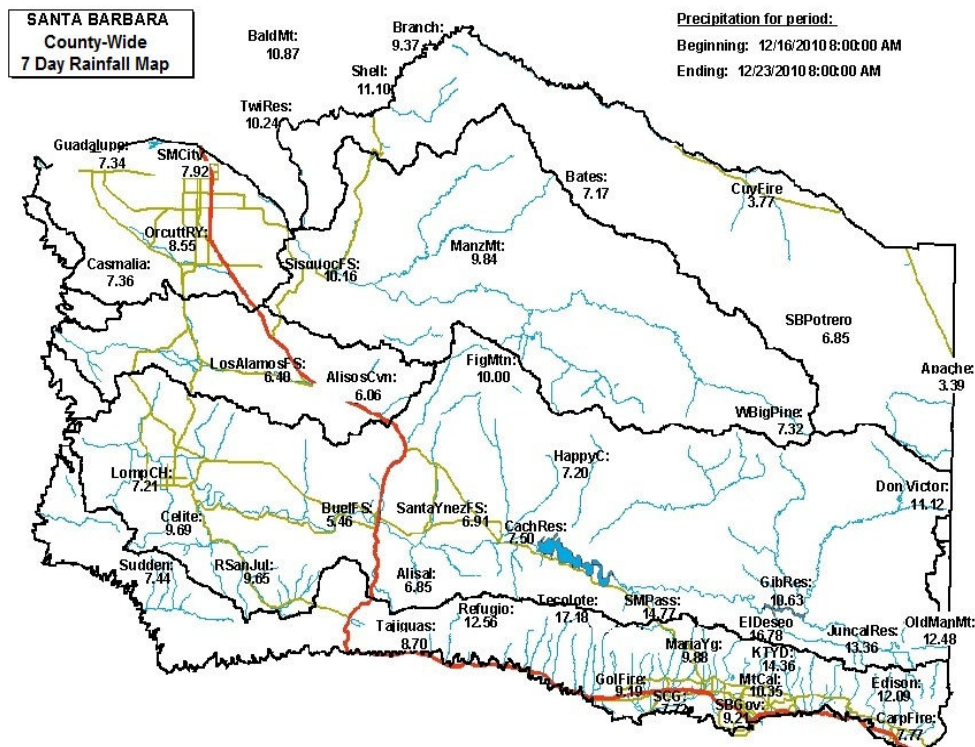 SANTA BARBARA
County-Wide
7 Day Rainfall Map
Precipitation for period:
Beginning: 12/16/2010 8:00:00 AM
Ending: 12/23/2010 8:00:00 AM
BaldMt:
10.87
Branch:
9.37
Shell:
11.10
TwiRes:
10.24
Guadalupe:
7.34
SMCity:
7.92
Bates:
7.17
CuyFire
3.77
OrcuttRY:
8.55
ManzMt:
9.84
Casmalia:
7.36
SisquocFS:
10.16
SBPotrero
6.85
LosAlamosFS:
6.40
AlisosCyn:
6.06
FigMtn:
10.00
Apache:
3.39
WBigPine:
7.32
LompCH:
7.21
HappyC:
7.20
Don Victor:
11.12
Celite:
9.69
BuelFS:
5.46
SantaYnezFS:
6.91
CachRes:
7.50
Sudden:
7.44
RSanJul:
9.65
Alisal:
6.85
GibRes:
10.63
Tajiquas:
8.70
Refugio:
12.56
Tecolote:
17.18
SMPass:
14.77
ElDeseo
16.78
JuncalRes:
13.36
OldManMt:
12.48
MariaYg:
9.88
KTYD:
14.36
GolFire:
9.19
SCG:
7.72
MtCal:
10.35
SBGov:
9.21
Edison:
12.09
CarpFire:
7.77